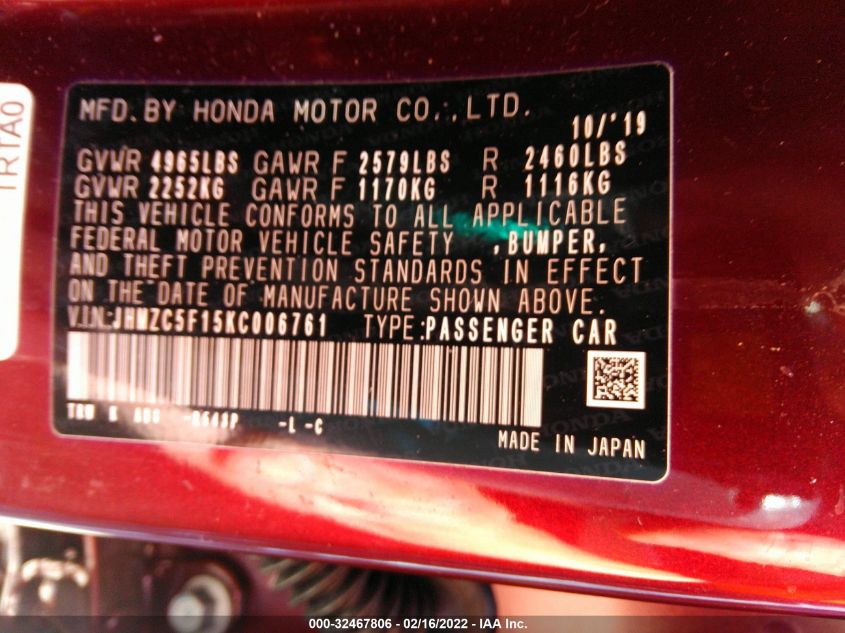 MFD. BY HONDA MOTOR CO., LTD.
10/'19
GVWR 4965LBS GAWR F 2579LBS R 2460LBS
GVWR 2252KG GAWR F 1170KG R 1116KG
THIS VEHICLE CONFORMS TO ALL APPLICABLE
FEDERAL MOTOR VEHICLE SAFETY ,BUMPER,
AND THEFT PREVENTION STANDARDS IN EFFECT
ON THE DATE OF MANUFACTURE SHOWN ABOVE.
V.I.N.:JHMZC5F15KC006761 TYPE:PASSENGER CAR
-L -C
MADE IN JAPAN
TRTA0
000-32467806 - 02/16/2022 - IAA Inc.